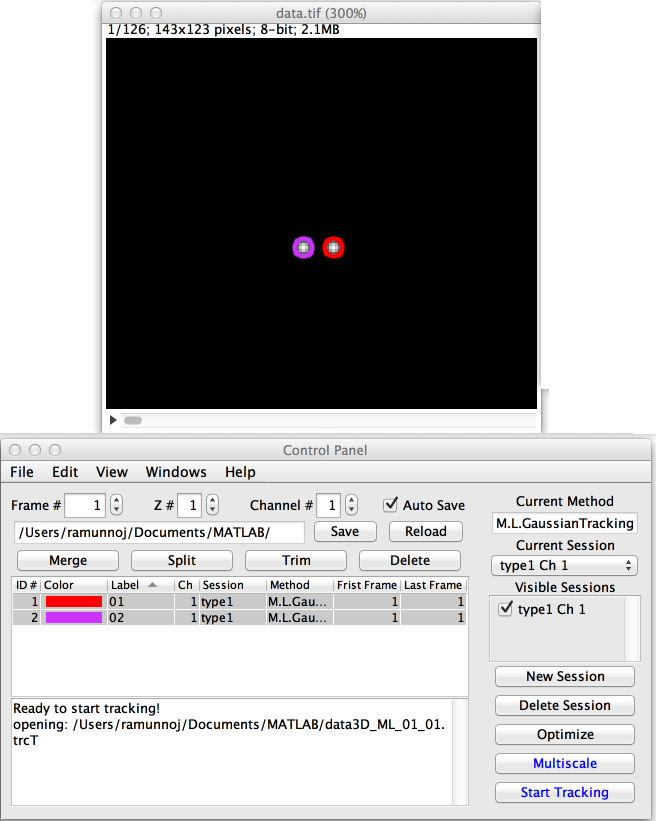 data.tif (300%)
1/126; 143x123 pixels; 8-bit; 2.1MB
Control Panel
File Edit View Windows Help
Frame # 1 Z # 1 Channel # 1 Auto Save
/Users/ramunnoj/Documents/MATLAB/ Save Reload
Merge Split Trim Delete
ID # Color Label Ch Session Method Frist Frame Last Frame
1 01 1 type1 M.L.Gau... 1 1
2 02 1 type1 M.L.Gau... 1 1
Ready to start tracking!
opening: /Users/ramunnoj/Documents/MATLAB/data3D_ML_01_01.
trcT
Current Method
M.L.GaussianTracking
Current Session
type1 Ch 1
Visible Sessions
type1 Ch 1
New Session
Delete Session
Optimize
Multiscale
Start Tracking